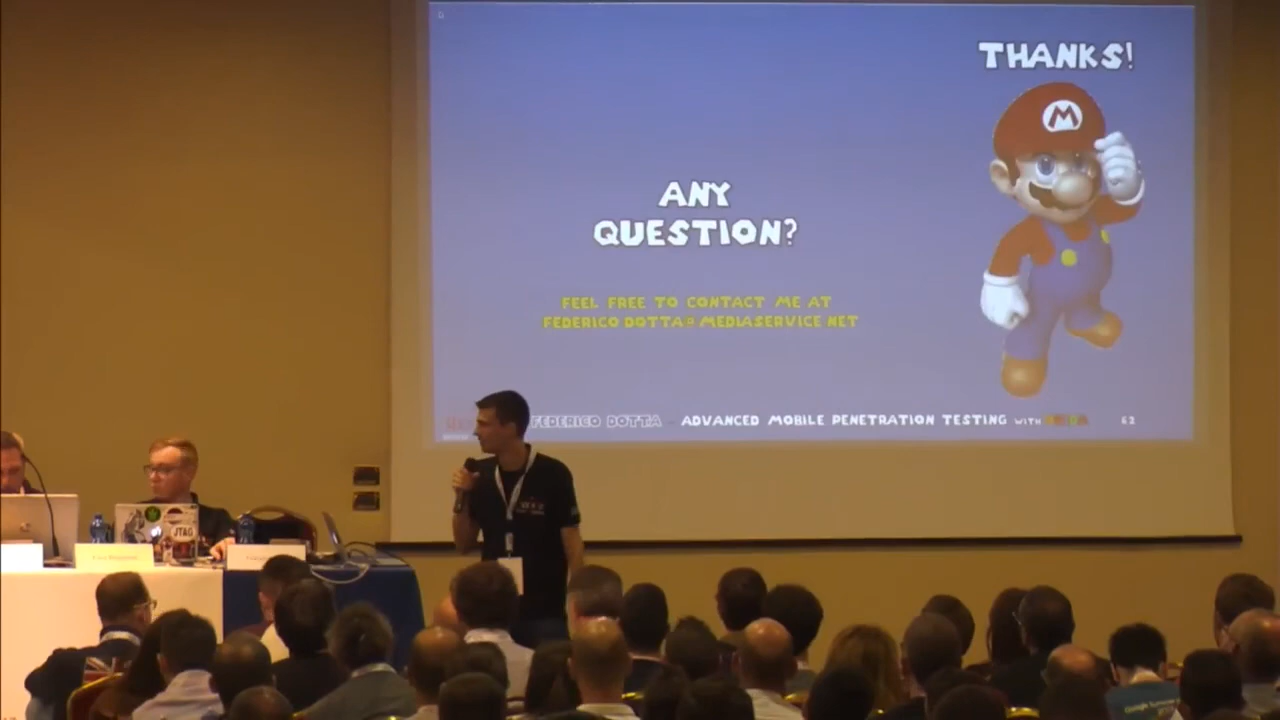 THANKS!
M
ANY
QUESTION?
FEEL FREE TO CONTACT ME AT
FEDERICO DOTTA@MEDIASERVICE NET
FEDERICO DOTTA - ADVANCED MOBILE PENETRATION TESTING WITH 62
JTAG